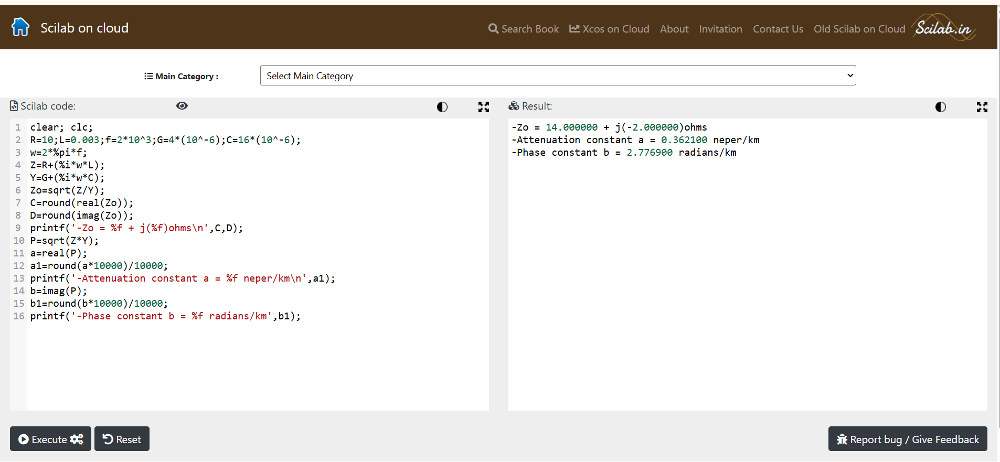 Scilab on cloud
Search Book Xcos on Cloud About Invitation Contact Us Old Scilab on Cloud Scilab.in
Main Category :
Select Main Category
Scilab code:
1 clear; clc;
2 R=10;L=0.003;f=2*10^3;G=4*(10^-6);C=16*(10^-6);
3 w=2*%pi*f;
4 Z=R+(%i*w*L);
5 Y=G+(%i*w*C);
6 Zo=sqrt(Z/Y);
7 C=round(real(Zo));
8 D=round(imag(Zo));
9 printf('-Zo = %f + j(%f)ohms\n',C,D);
10 P=sqrt(Z*Y);
11 a=real(P);
12 a1=round(a*10000)/10000;
13 printf('-Attenuation constant a = %f neper/km\n',a1);
14 b=imag(P);
15 b1=round(b*10000)/10000;
16 printf('-Phase constant b = %f radians/km',b1);
Result:
-Zo = 14.000000 + j(-2.000000)ohms
-Attenuation constant a = 0.362100 neper/km
-Phase constant b = 2.776900 radians/km
Execute
Reset
Report bug / Give Feedback